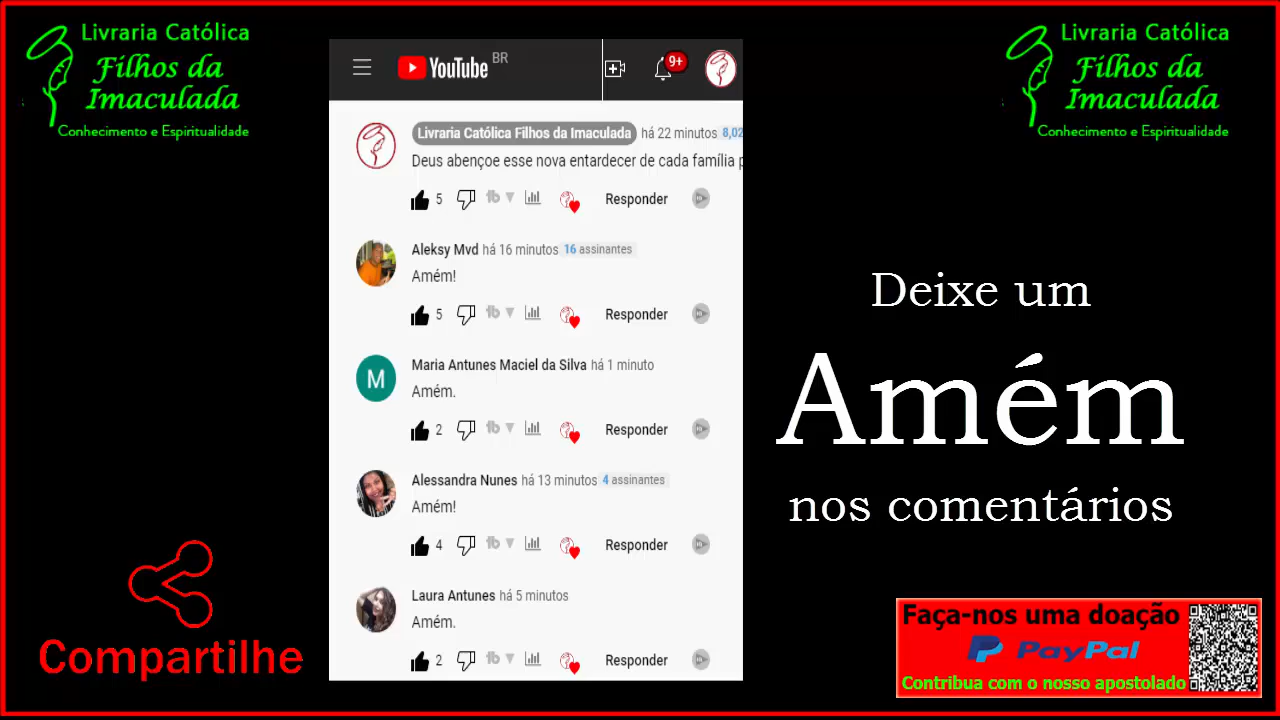 Livraria Católica
Filhos da
Imaculada
Conhecimento e Espiritualidade
YouTube BR
9+
Livraria Católica Filhos da Imaculada há 22 minutos 8,02
Deus abençoe esse nova entardecer de cada família p
5 Responder
Aleksy Mvd há 16 minutos 16 assinantes
Amém!
5 Responder
M
Maria Antunes Maciel da Silva há 1 minuto
Amém.
2 Responder
Alessandra Nunes há 13 minutos 4 assinantes
Amém!
4 Responder
Laura Antunes há 5 minutos
Amém.
2 Responder
Compartilhe
Livraria Católica
Filhos da
Imaculada
Conhecimento e Espiritualidade
Deixe um
Amém
nos comentários
Faça-nos uma doação
PayPal
Contribua com o nosso apostolado